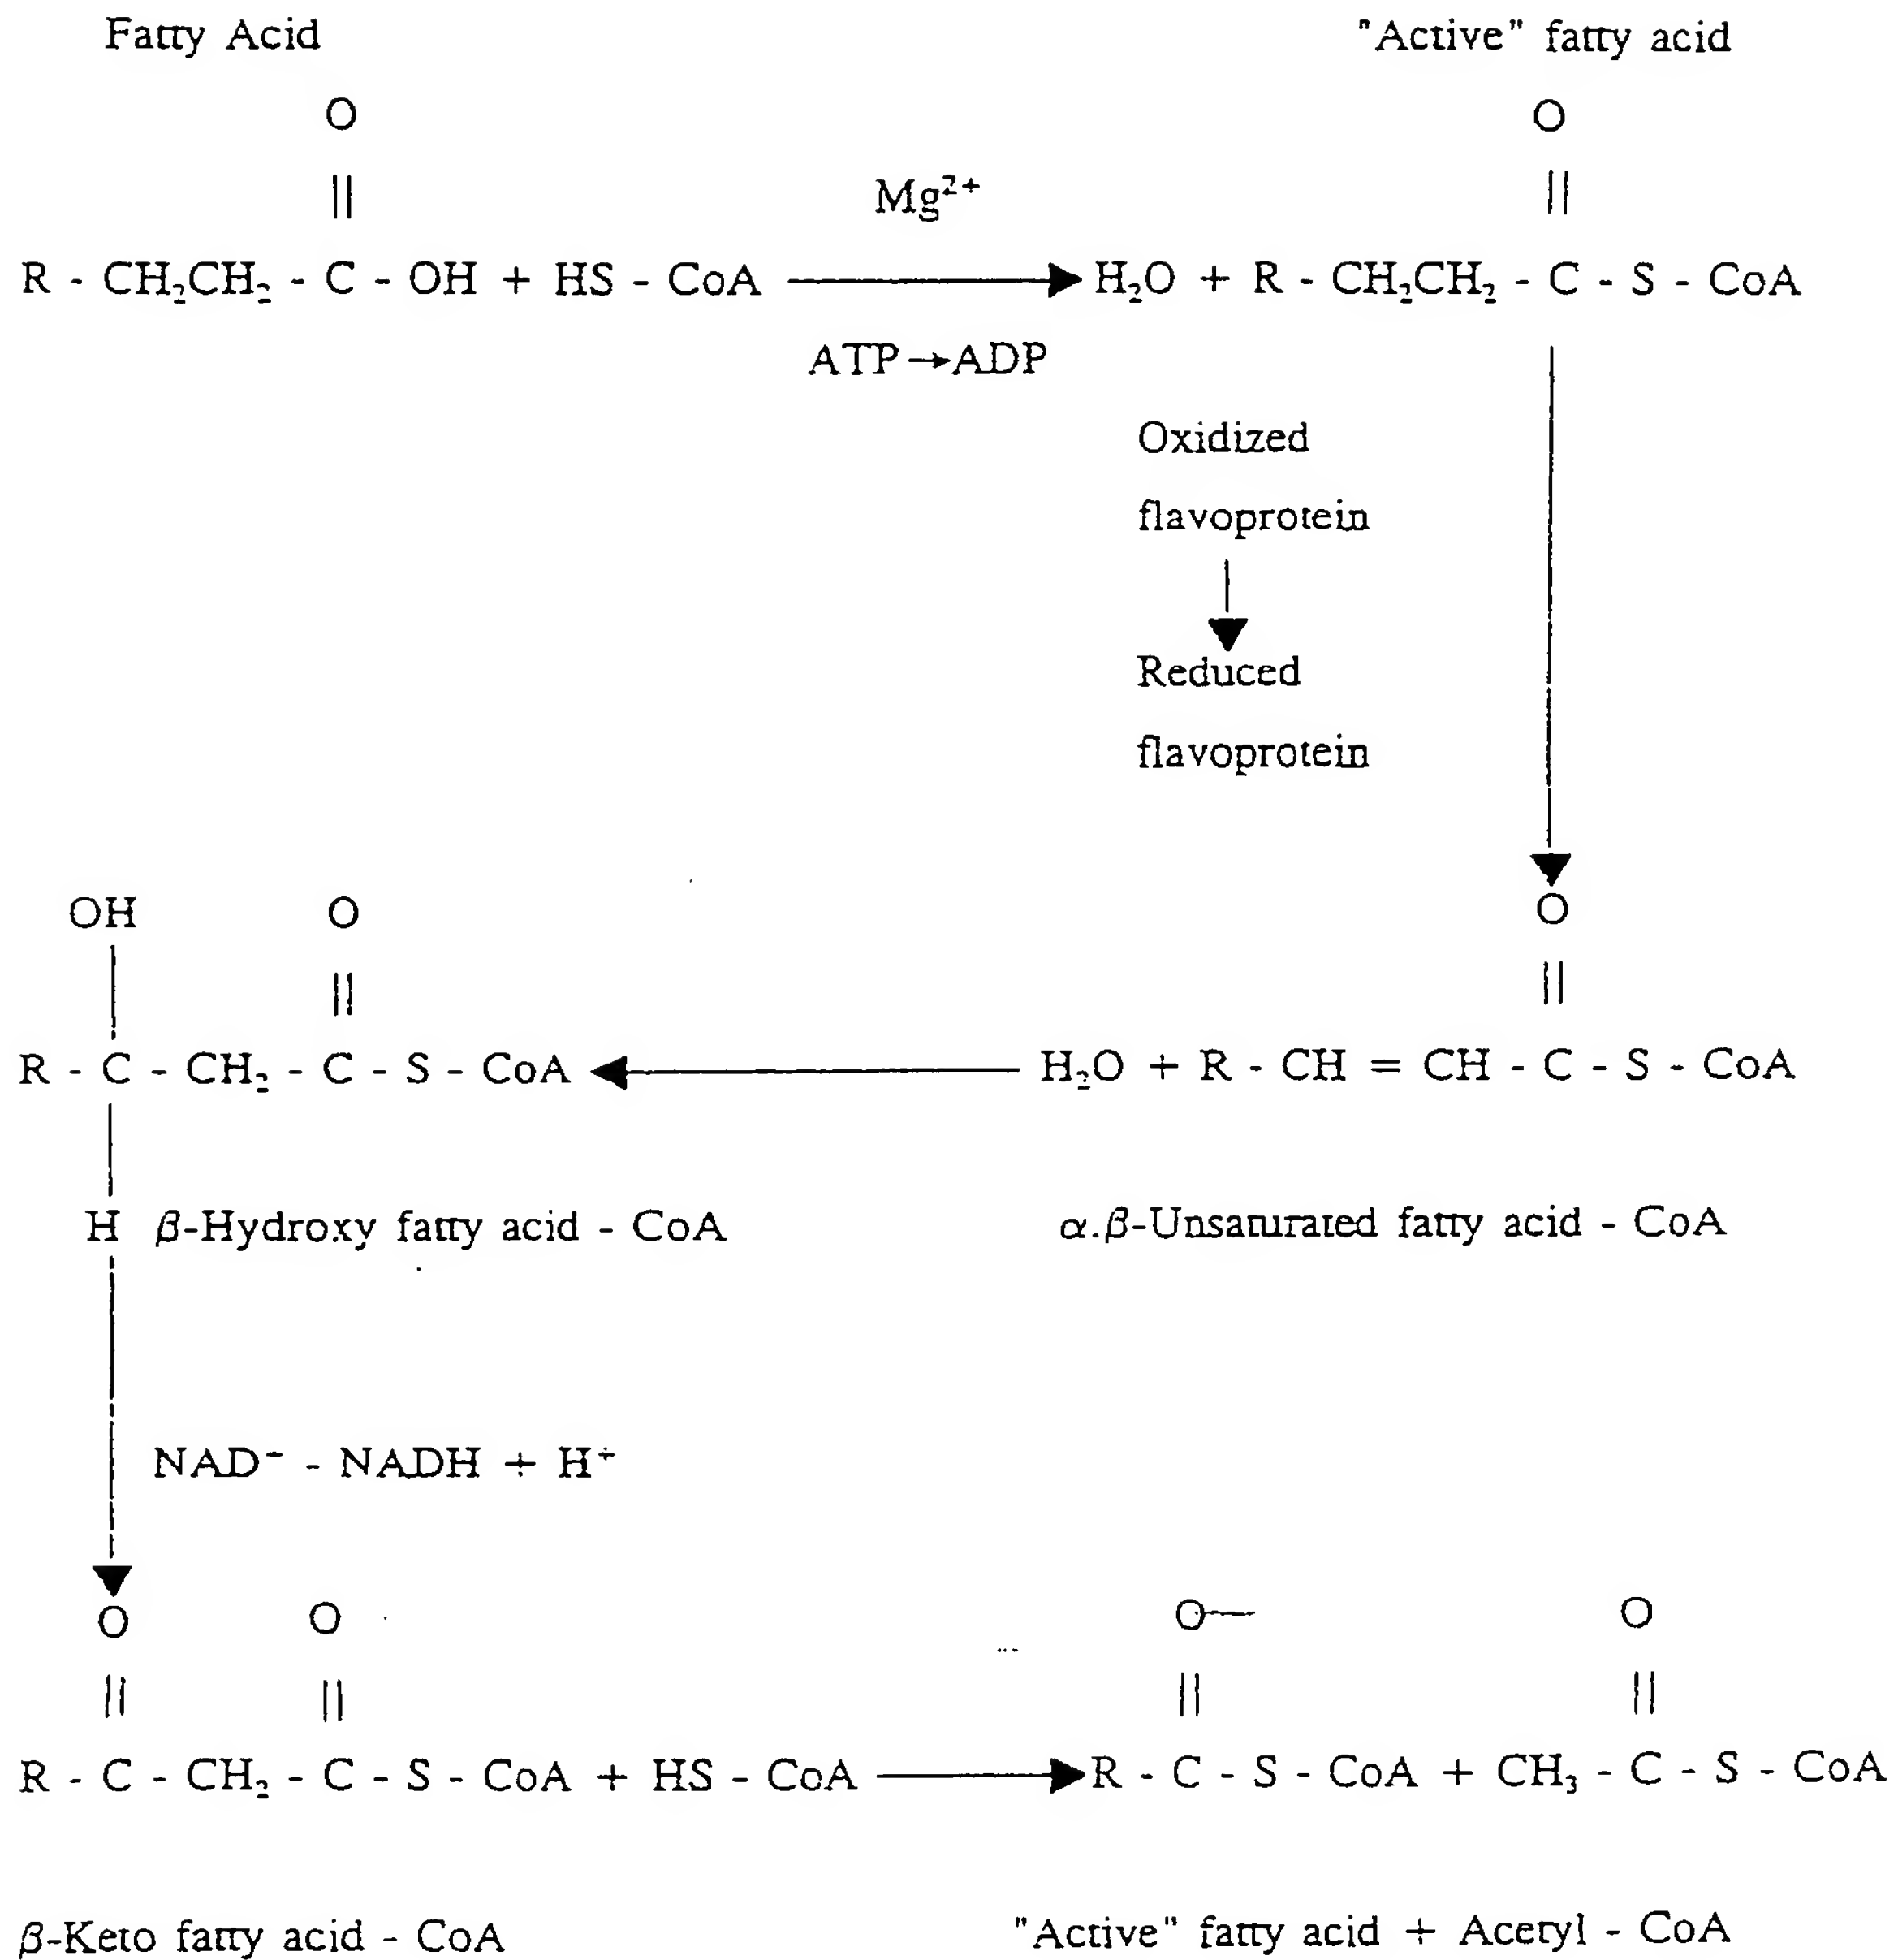 Fatty Acid "Active" fatty acid
O O
|| ||
Mg²⁺
R - CH₂CH₂ - C - OH + HS - CoA → H₂O + R - CH₂CH₂ - C - S - CoA
ATP→ADP
Oxidized
flavoprotein
Reduced
flavoprotein
OH O O
|| ||
R - C - CH₂ - C - S - CoA ← H₂O + R - CH = CH - C - S - CoA
H β-Hydroxy fatty acid - CoA α.β-Unsaturated fatty acid - CoA
NAD⁻ - NADH + H⁺
O O O O
|| || || ||
R - C - CH₂ - C - S - CoA + HS - CoA → R - C - S - CoA + CH₃ - C - S - CoA
β-Keto fatty acid - CoA "Active" fatty acid + Acetyl - CoA